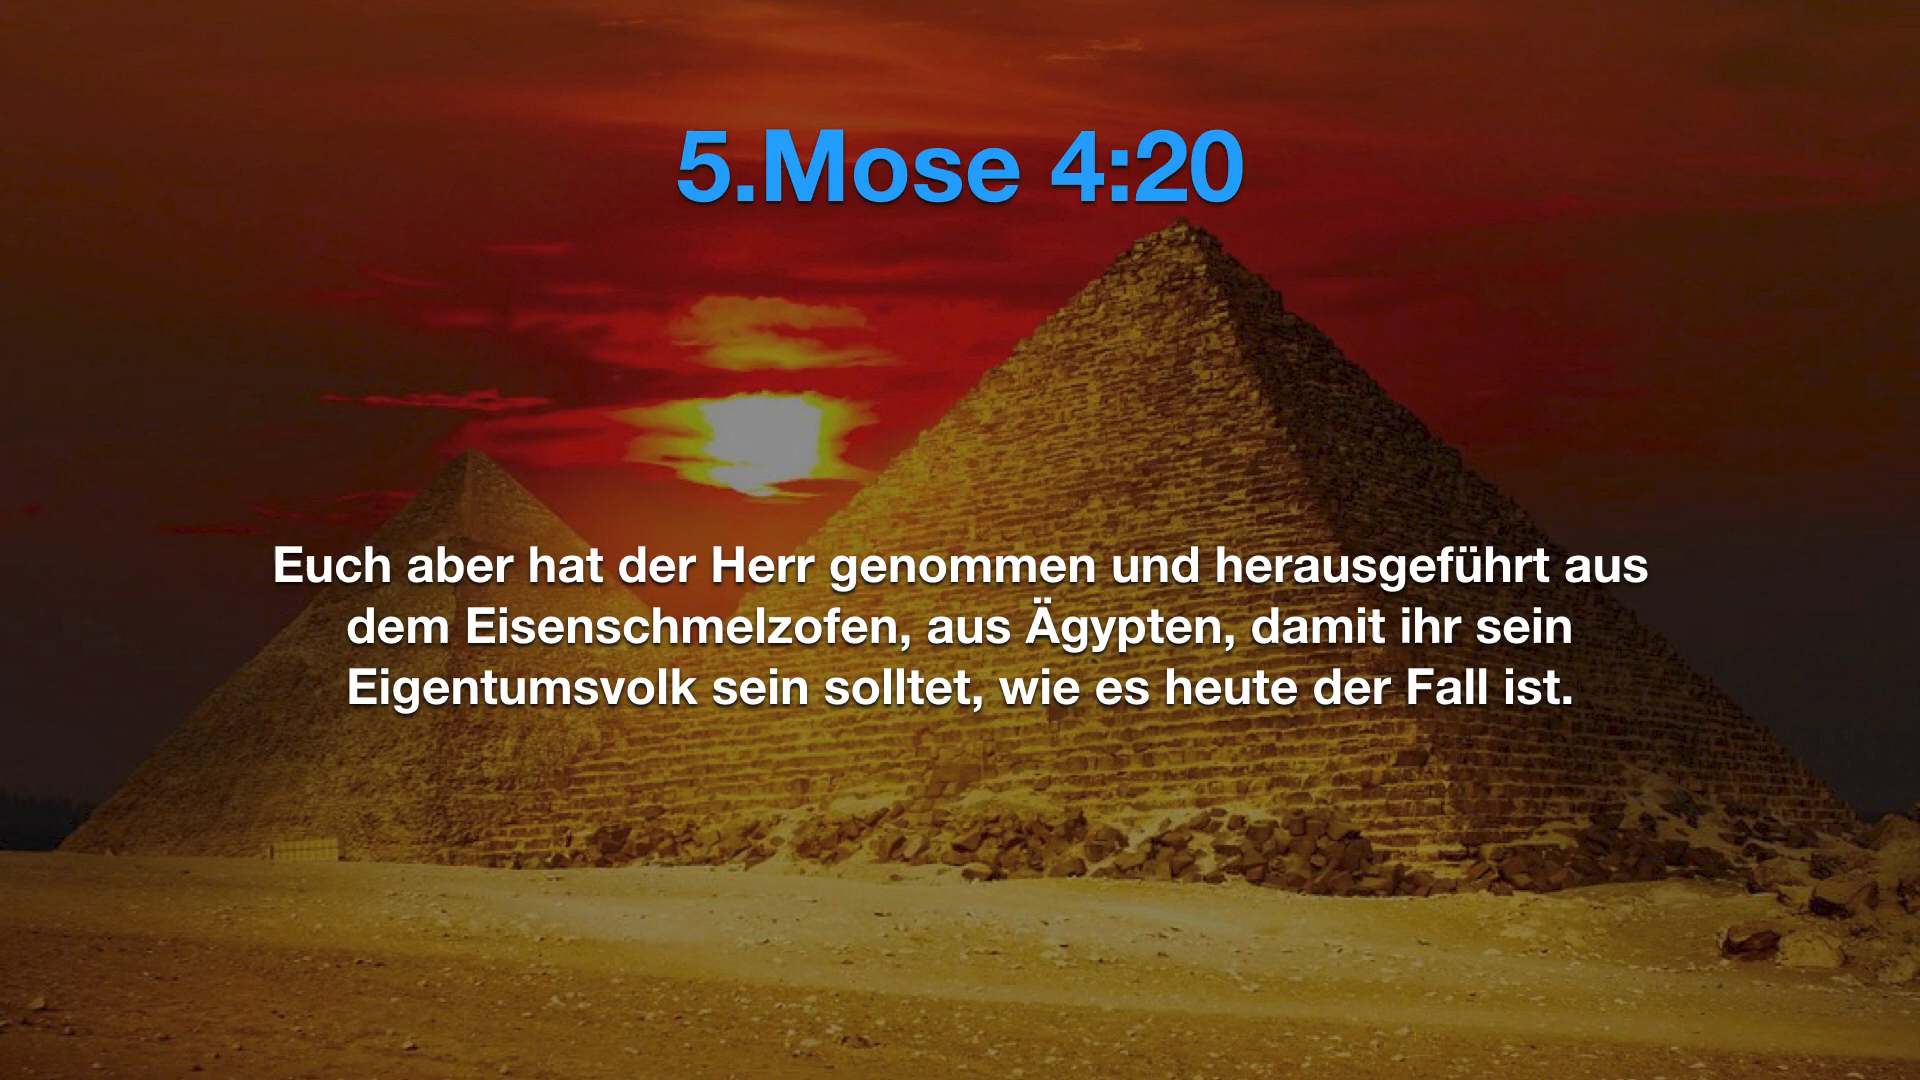 5.Mose 4:20
Euch aber hat der Herr genommen und herausgeführt aus
dem Eisenschmelzofen, aus Ägypten, damit ihr sein
Eigentumsvolk sein solltet, wie es heute der Fall ist.